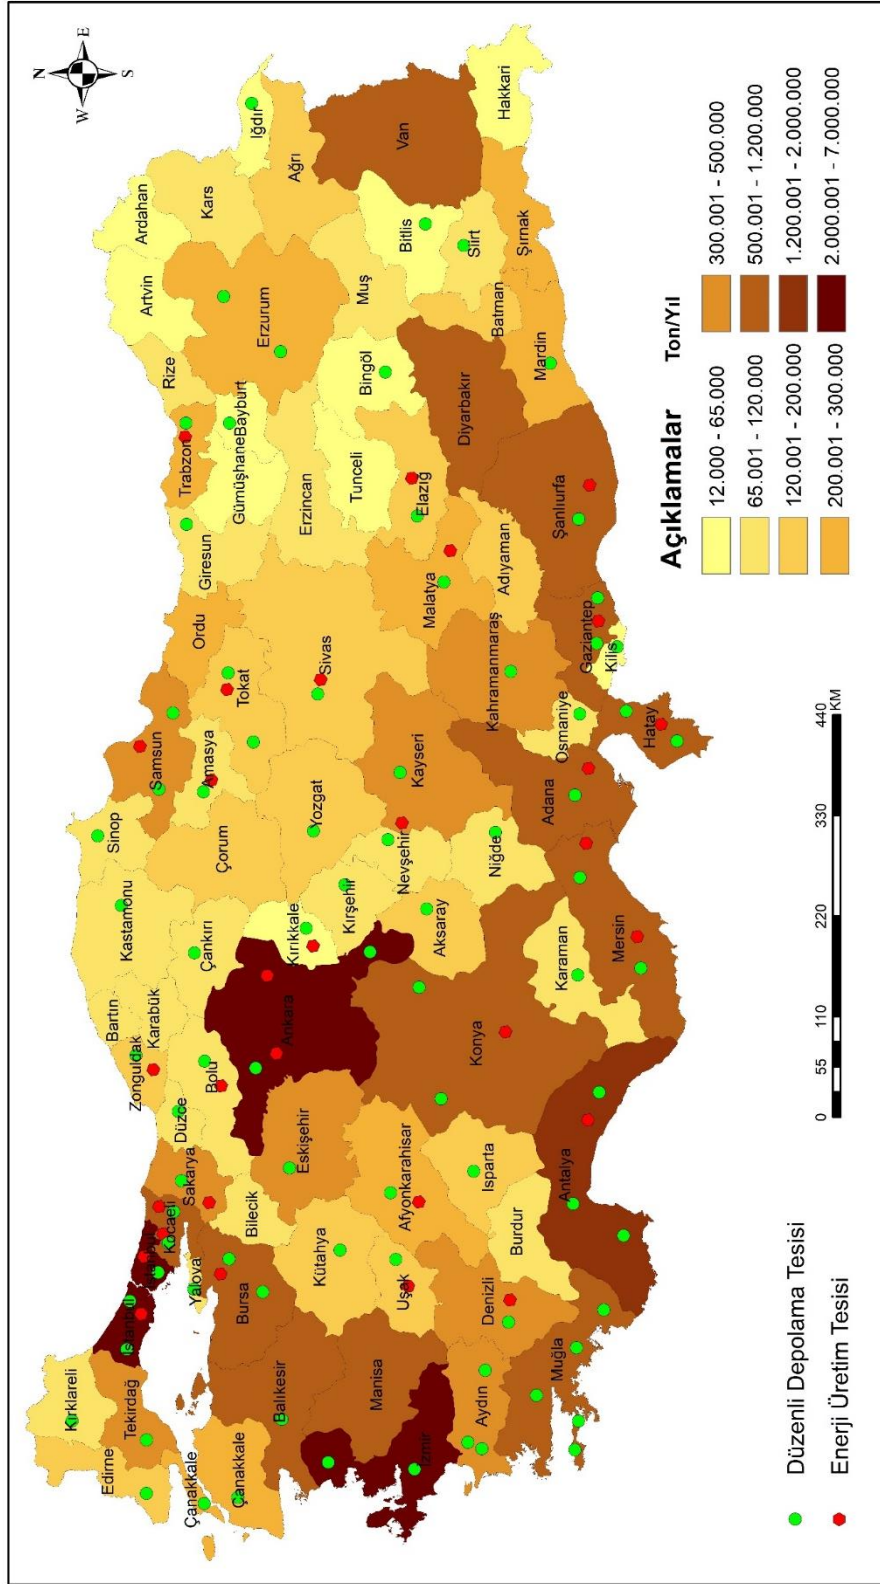 N
W
E
S
Kırklareli
Edirne
Tekirdağ
İstanbul
İstanbul
Kocaeli
Yalova
Sakarya
Düzce
Zonguldak
Bartın
Karabük
Kastamonu
Sinop
Samsun
Ordu
Giresun
Trabzon
Rize
Artvin
Ardahan
Çanakkale
Çanakkale
Balıkesir
Bursa
Bilecik
Bolu
Çankırı
Çorum
Amasya
Tokat
Gümüşhane
Bayburt
Erzurum
Kars
Iğdır
Ağrı
Kütahya
Eskişehir
Ankara
Kırıkkale
Kırşehir
Yozgat
Sivas
Erzincan
Tunceli
Bingöl
Muş
Bitlis
Van
Manisa
İzmir
Uşak
Afyonkarahisar
Aksaray
Nevşehir
Kayseri
Malatya
Elazığ
Diyarbakır
Batman
Siirt
Şırnak
Hakkari
Aydın
Denizli
Isparta
Burdur
Konya
Niğde
Kahramanmaraş
Adıyaman
Mardin
Muğla
Antalya
Karaman
Mersin
Adana
Osmaniye
Hatay
Gaziantep
Kilis
Şanlıurfa
Düzenli Depolama Tesisi
Enerji Üretim Tesisi
0 55 110 220 330 440 KM
Açıklamalar Ton/Yıl
12.000 - 65.000
65.001 - 120.000
120.001 - 200.000
200.001 - 300.000
300.001 - 500.000
500.001 - 1.200.000
1.200.001 - 2.000.000
2.000.001 - 7.000.000